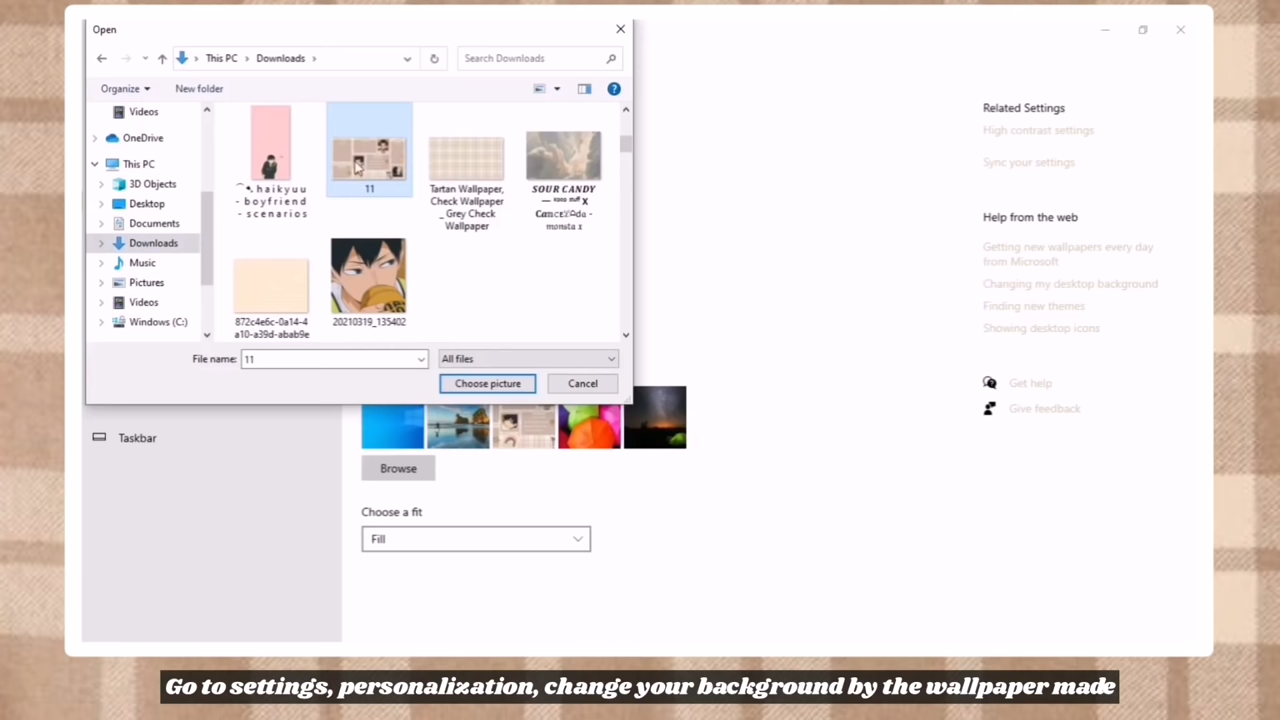 Open
This PC
Downloads
Search Downloads
Organize
New folder
Videos
OneDrive
This PC
3D Objects
Desktop
Documents
Downloads
Music
Pictures
Videos
Windows (C:)
haikyuu
- boyfriend
- scenarios
11
Tartan Wallpaper,
Check Wallpaper
_ Grey Check
Wallpaper
SOUR CANDY
monsta x
872c4e6c-0a14-4
a10-a39d-abab9e
20210319_135402
File name:
11
All files
Choose picture
Cancel
Taskbar
Browse
Choose a fit
Fill
Related Settings
High contrast settings
Sync your settings
Help from the web
Getting new wallpapers every day
from Microsoft
Changing my desktop background
Finding new themes
Showing desktop icons
Get help
Give feedback
Go to settings, personalization, change your background by the wallpaper made